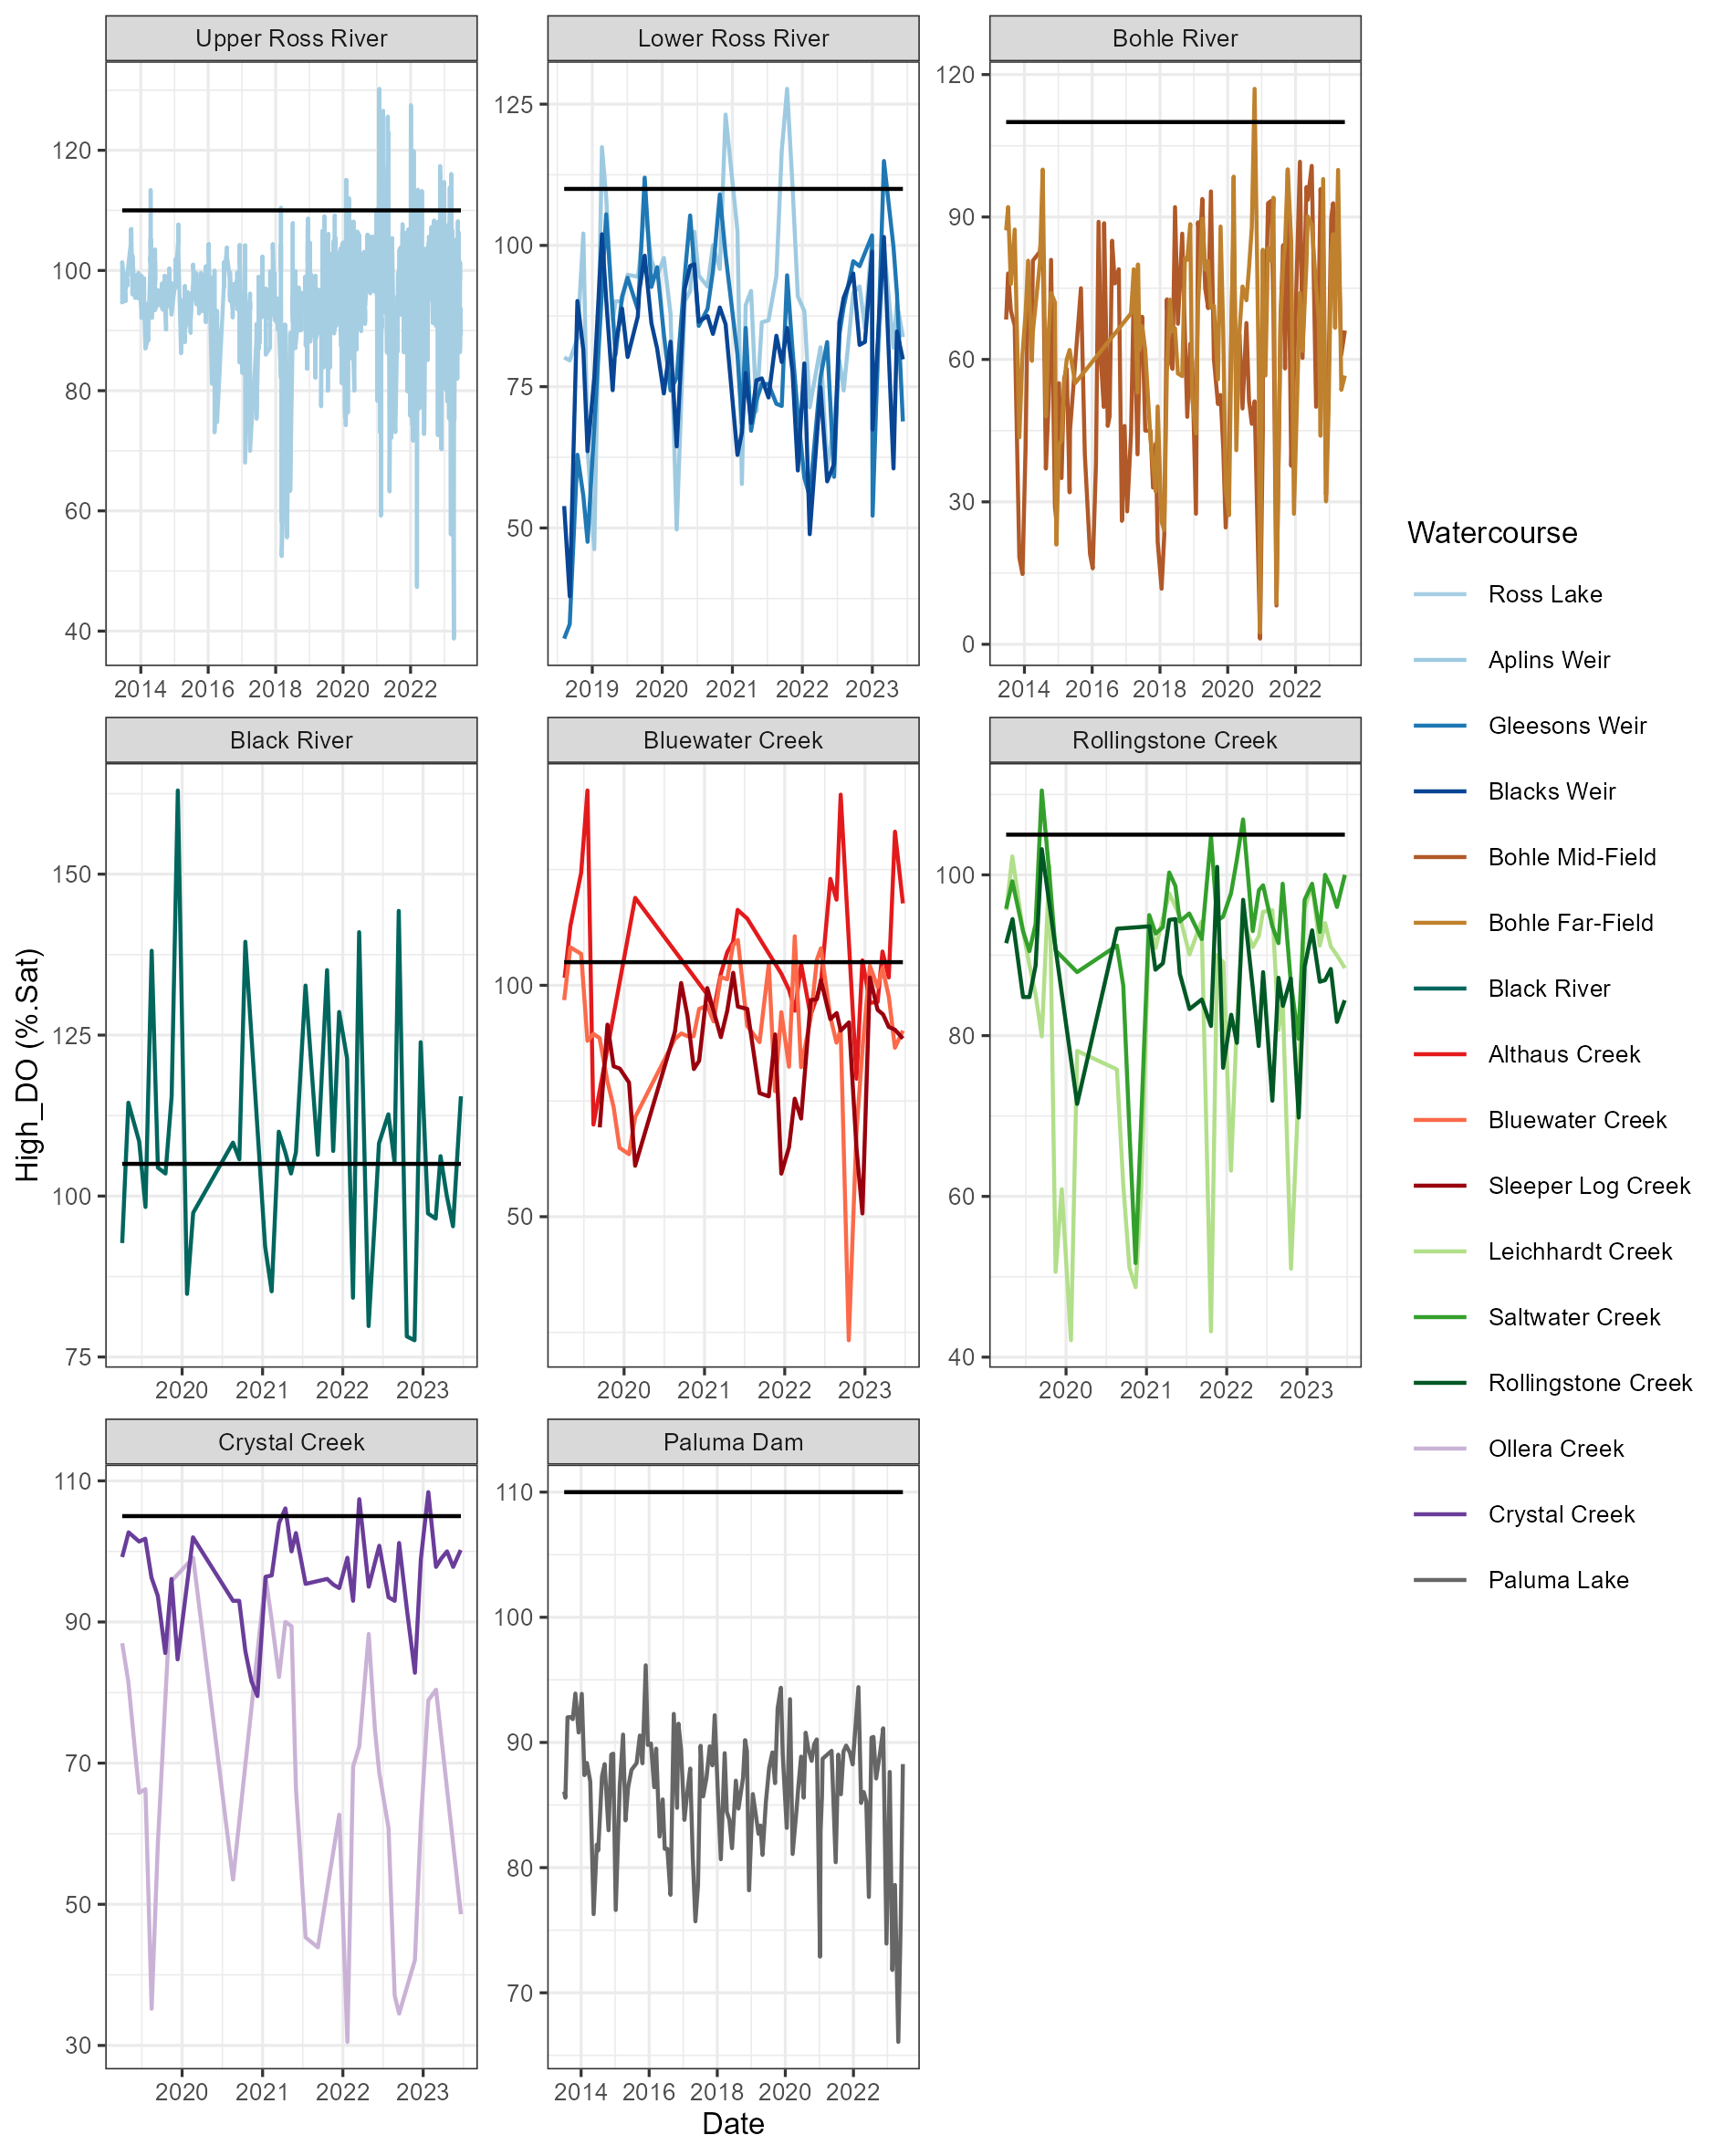 Upper Ross River
Lower Ross River
Bohle River
120
100
80
60
40
125
100
75
50
120
90
60
30
0
2014 2016 2018 2020 2022
2019 2020 2021 2022 2023
2014 2016 2018 2020 2022
Black River
Bluewater Creek
Rollingstone Creek
High_DO (%.Sat)
150
125
100
75
100
50
100
80
60
40
2020 2021 2022 2023
2020 2021 2022 2023
2020 2021 2022 2023
Crystal Creek
Paluma Dam
110
90
70
50
30
110
100
90
80
70
2020 2021 2022 2023
2014 2016 2018 2020 2022
Date
Watercourse
Ross Lake
Aplins Weir
Gleesons Weir
Blacks Weir
Bohle Mid-Field
Bohle Far-Field
Black River
Althaus Creek
Bluewater Creek
Sleeper Log Creek
Leichhardt Creek
Saltwater Creek
Rollingstone Creek
Ollera Creek
Crystal Creek
Paluma Lake